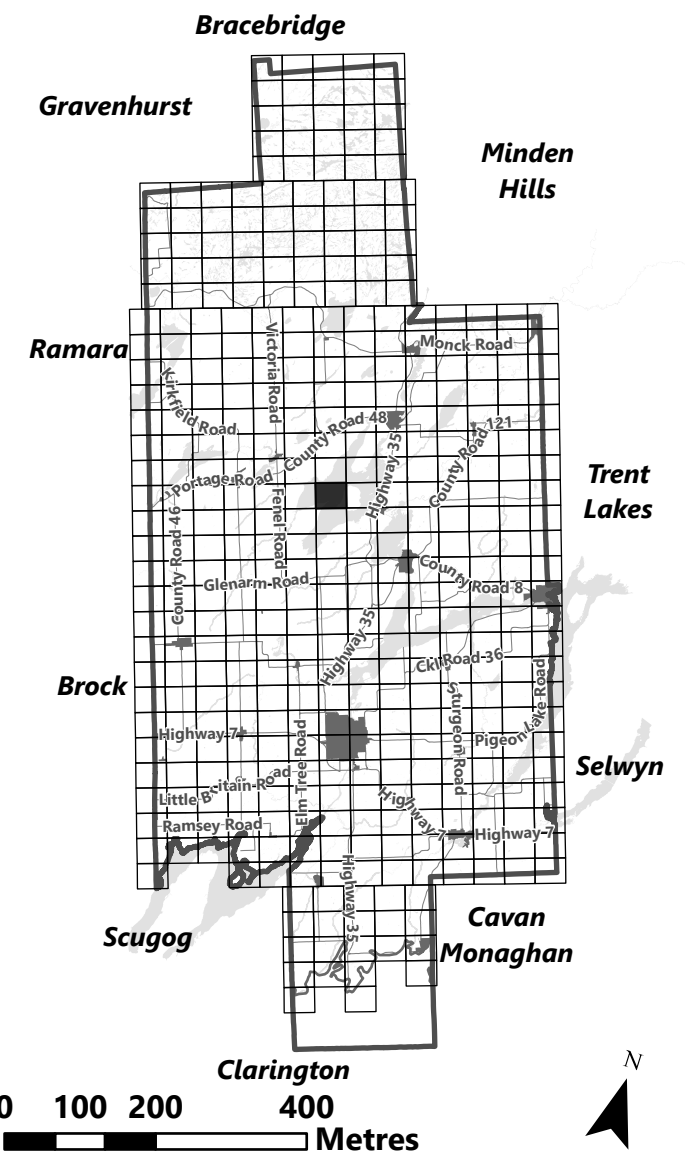 Bracebridge
Gravenhurst
Minden
Hills
Ramara
Monck Road
Victoria Road
Kirkfield Road
County Road 48
Highway 35
County Road 121
Portage Road
Trent
Lakes
Fenel Road
County Road 46
County Road 8
Glenarm Road
Highway 35
Ckl Road 36
Brock
Sturgeon Road
Pigeon Lake Road
Highway 7
Elm Tree Road
Selwyn
Little Britain Road
Highway 7
Ramsey Road
Highway 7
Highway 35
Scugog
Cavan
Monaghan
Clarington
N
0 100 200 400
Metres